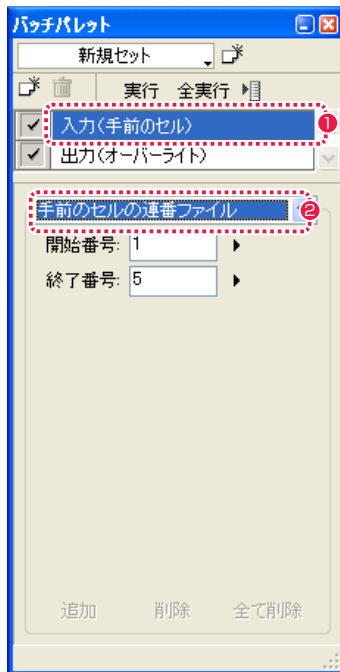 バッチパレット
新規セット
実行 全実行
入力(手前のセル) 1
出力(オーバーライト)
手前のセルの連番ファイル 2
開始番号: 1
終了番号: 5
追加 削除 全て削除